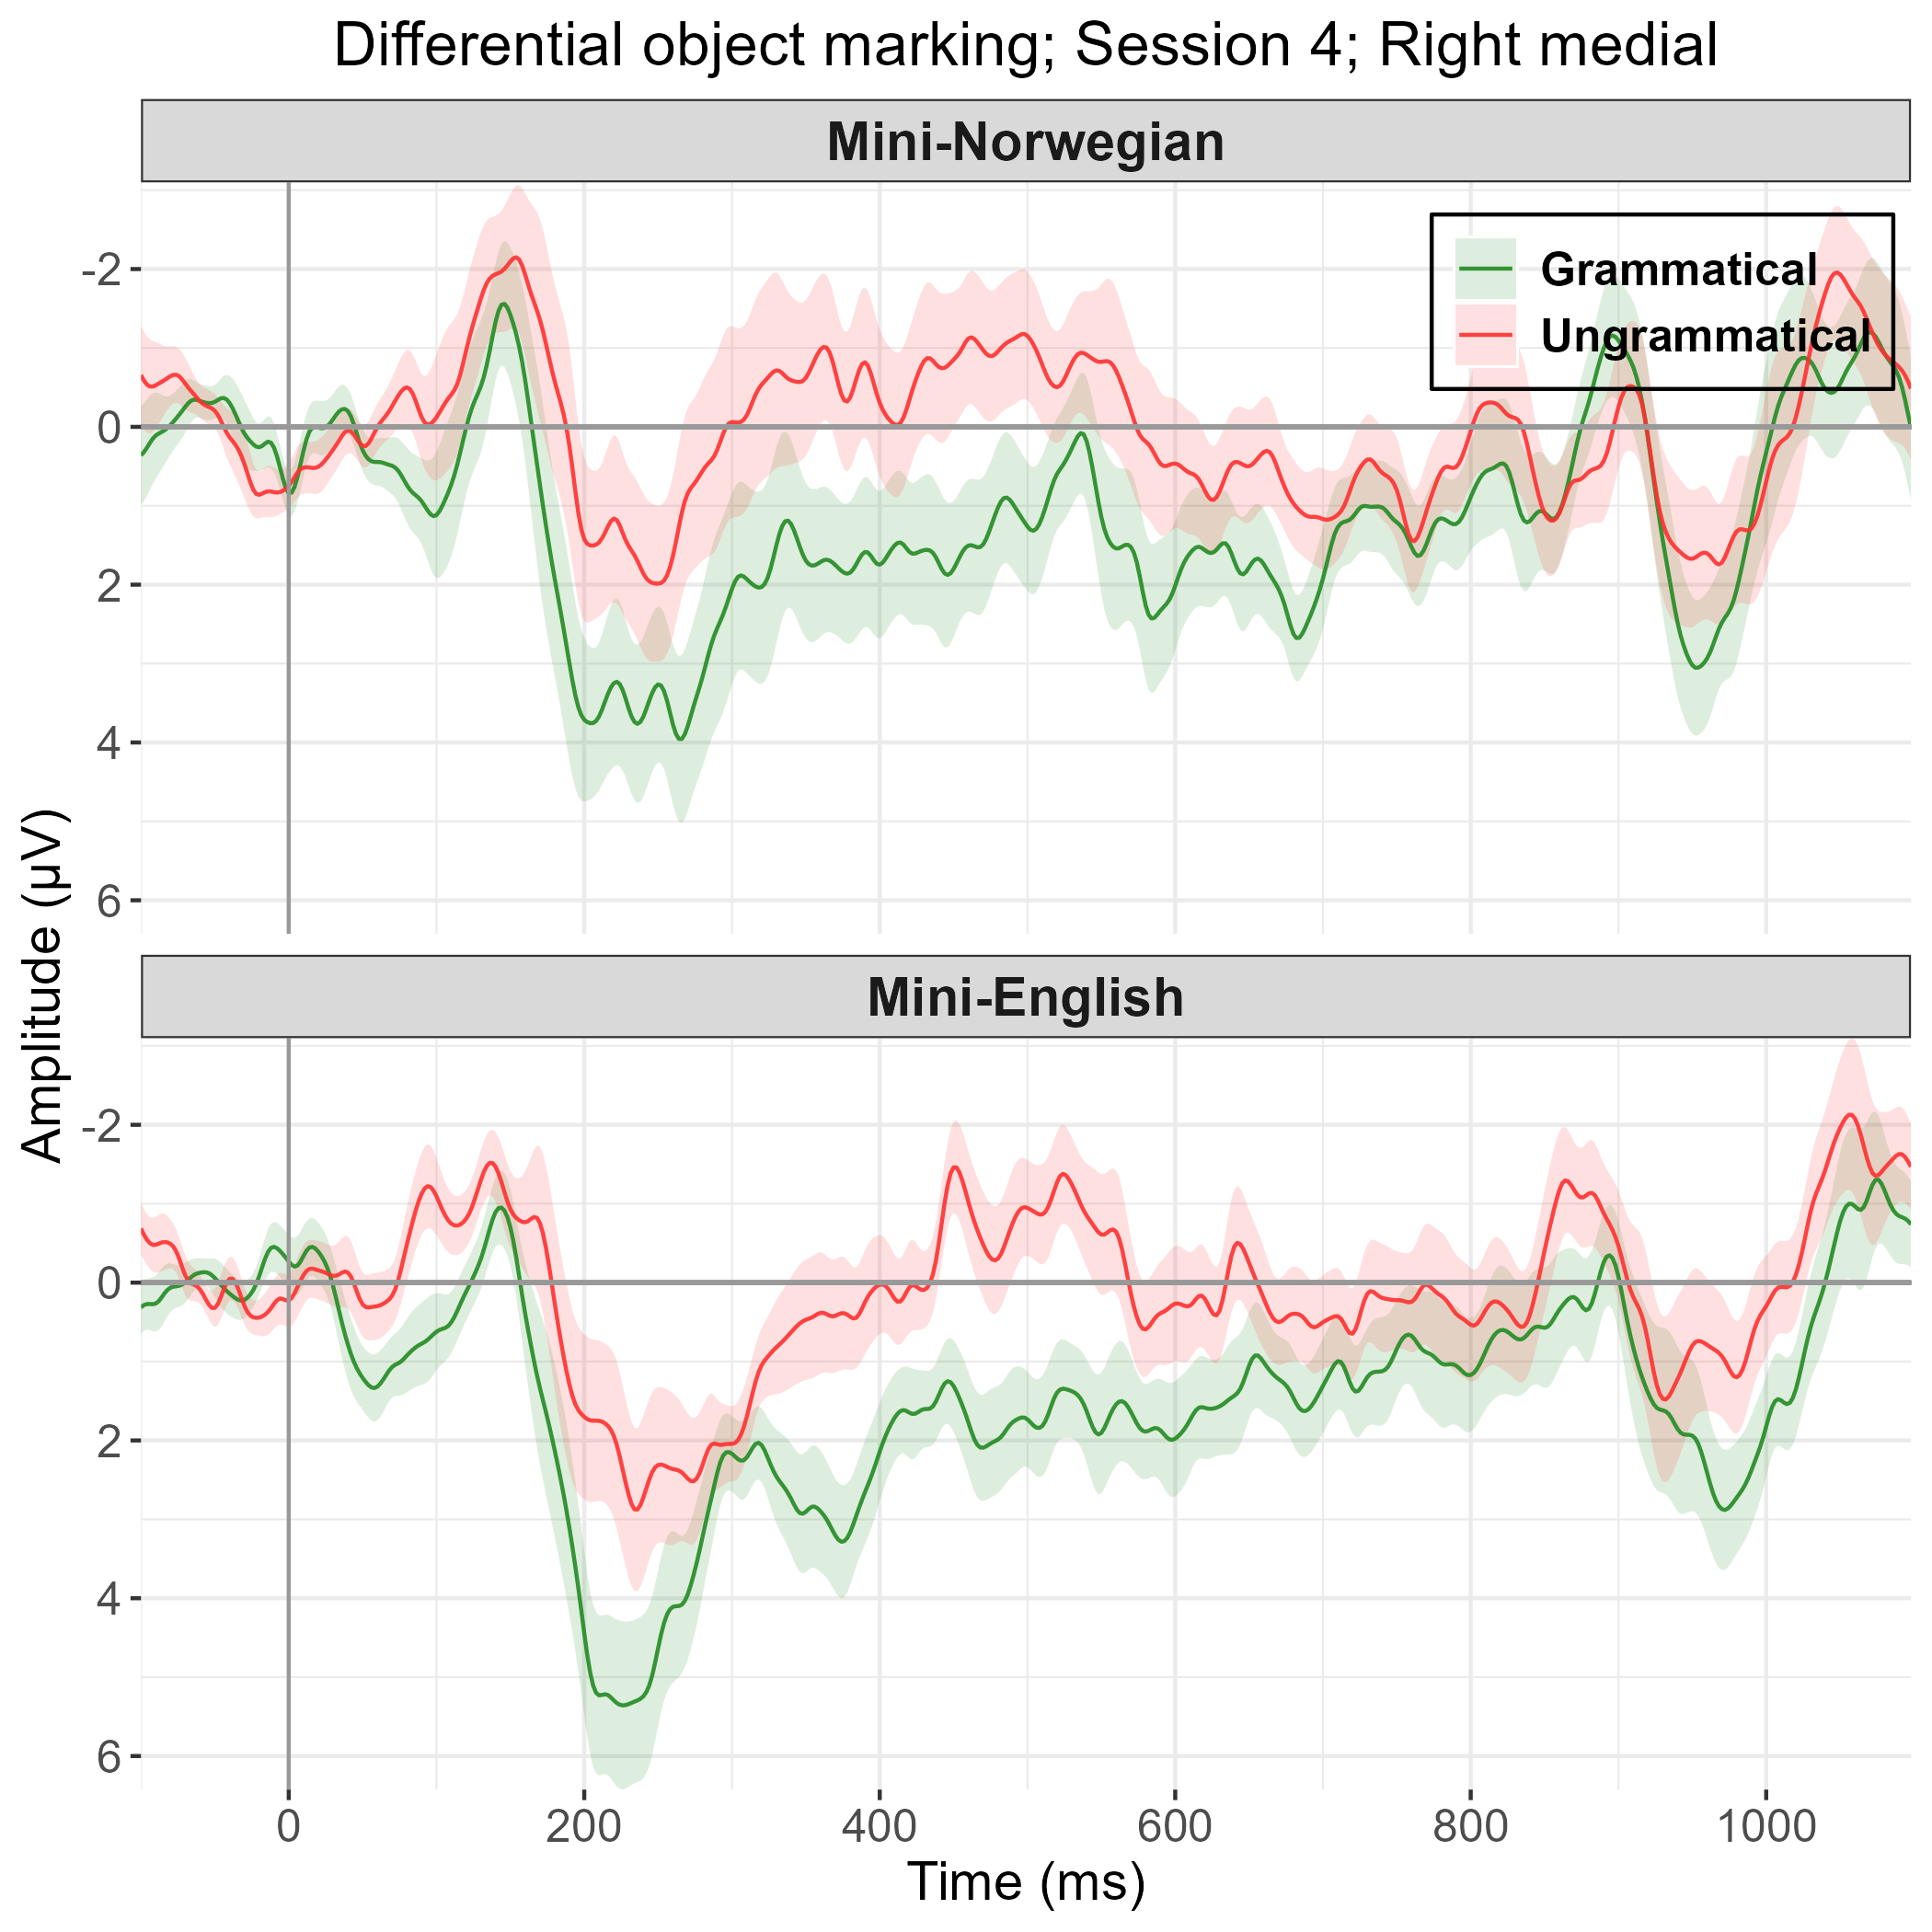 Differential object marking; Session 4; Right medial
Mini-Norwegian
Grammatical
Ungrammatical
-2
0
2
4
6
Mini-English
-2
0
2
4
6
Amplitude (µV)
0 200 400 600 800 1000
Time (ms)